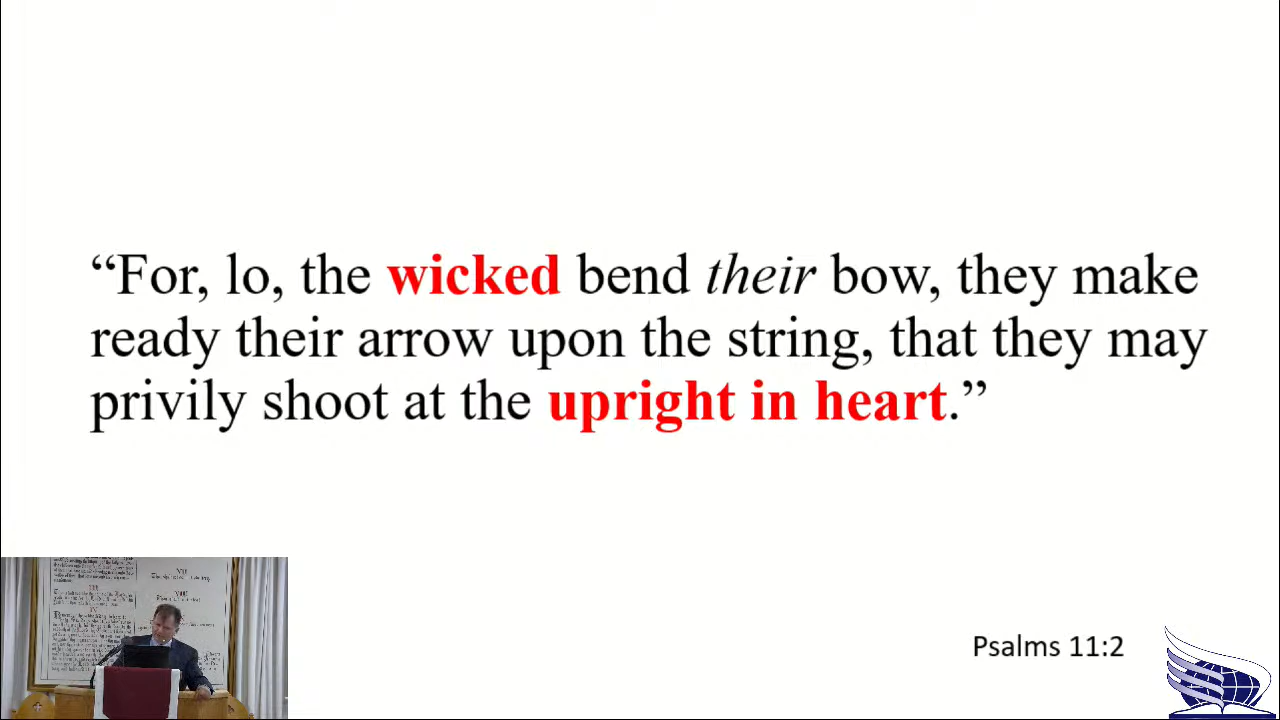 “For, lo, the wicked bend their bow, they make
ready their arrow upon the string, that they may
privily shoot at the upright in heart.”
Psalms 11:2